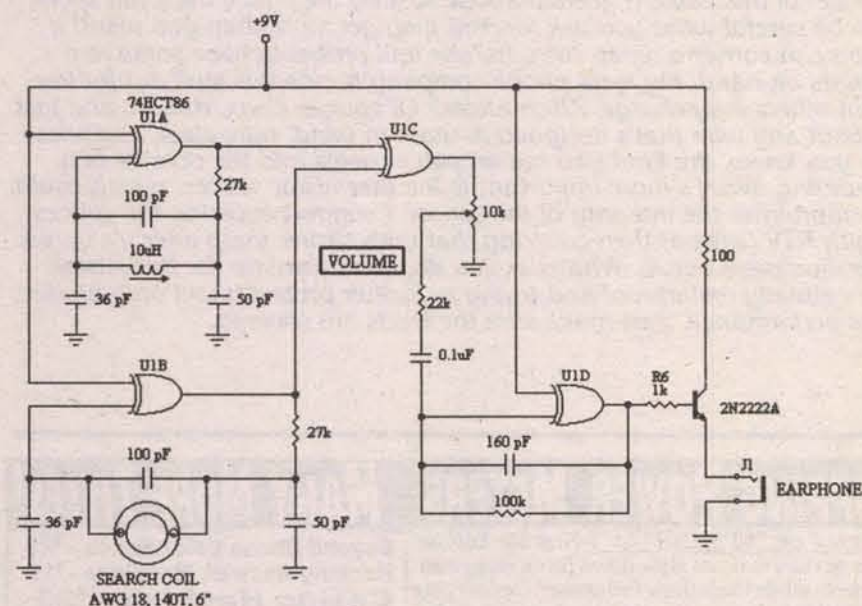 +9V
74HCT86
U1A
U1C
27k
100 pF
10k
10uH
VOLUME
100
36 pF
50 pF
22k
0.1uF
U1B
U1D
R6
1k
2N2222A
27k
100 pF
160 pF
J1
EARPHONE
100k
36 pF
50 pF
SEARCH COIL
AWG 18, 140T, 6"